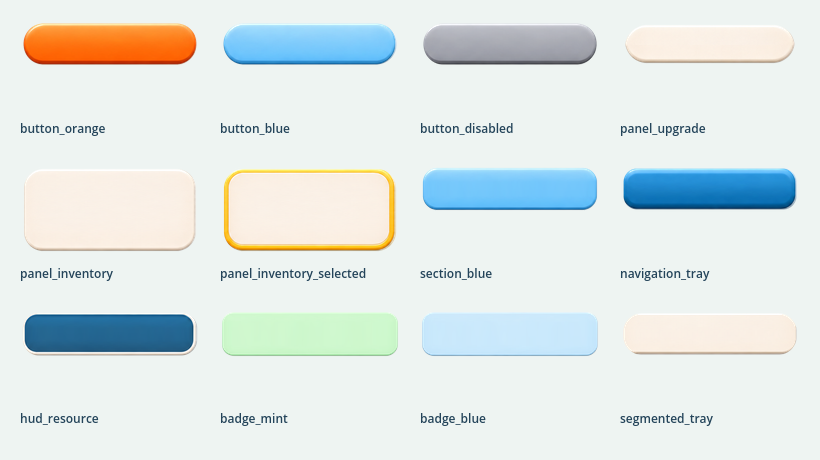 button_orange
button_blue
button_disabled
panel_upgrade
panel_inventory
panel_inventory_selected
section_blue
navigation_tray
hud_resource
badge_mint
badge_blue
segmented_tray